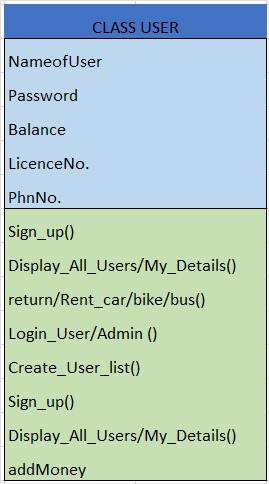 CLASS USER
NameofUser
Password
Balance
LicenceNo.
PhnNo.
Sign_up()
Display_All_Users/My_Details()
return/Rent_car/bike/bus()
Login_User/Admin ()
Create_User_list()
Sign_up()
Display_All_Users/My_Details()
addMoney